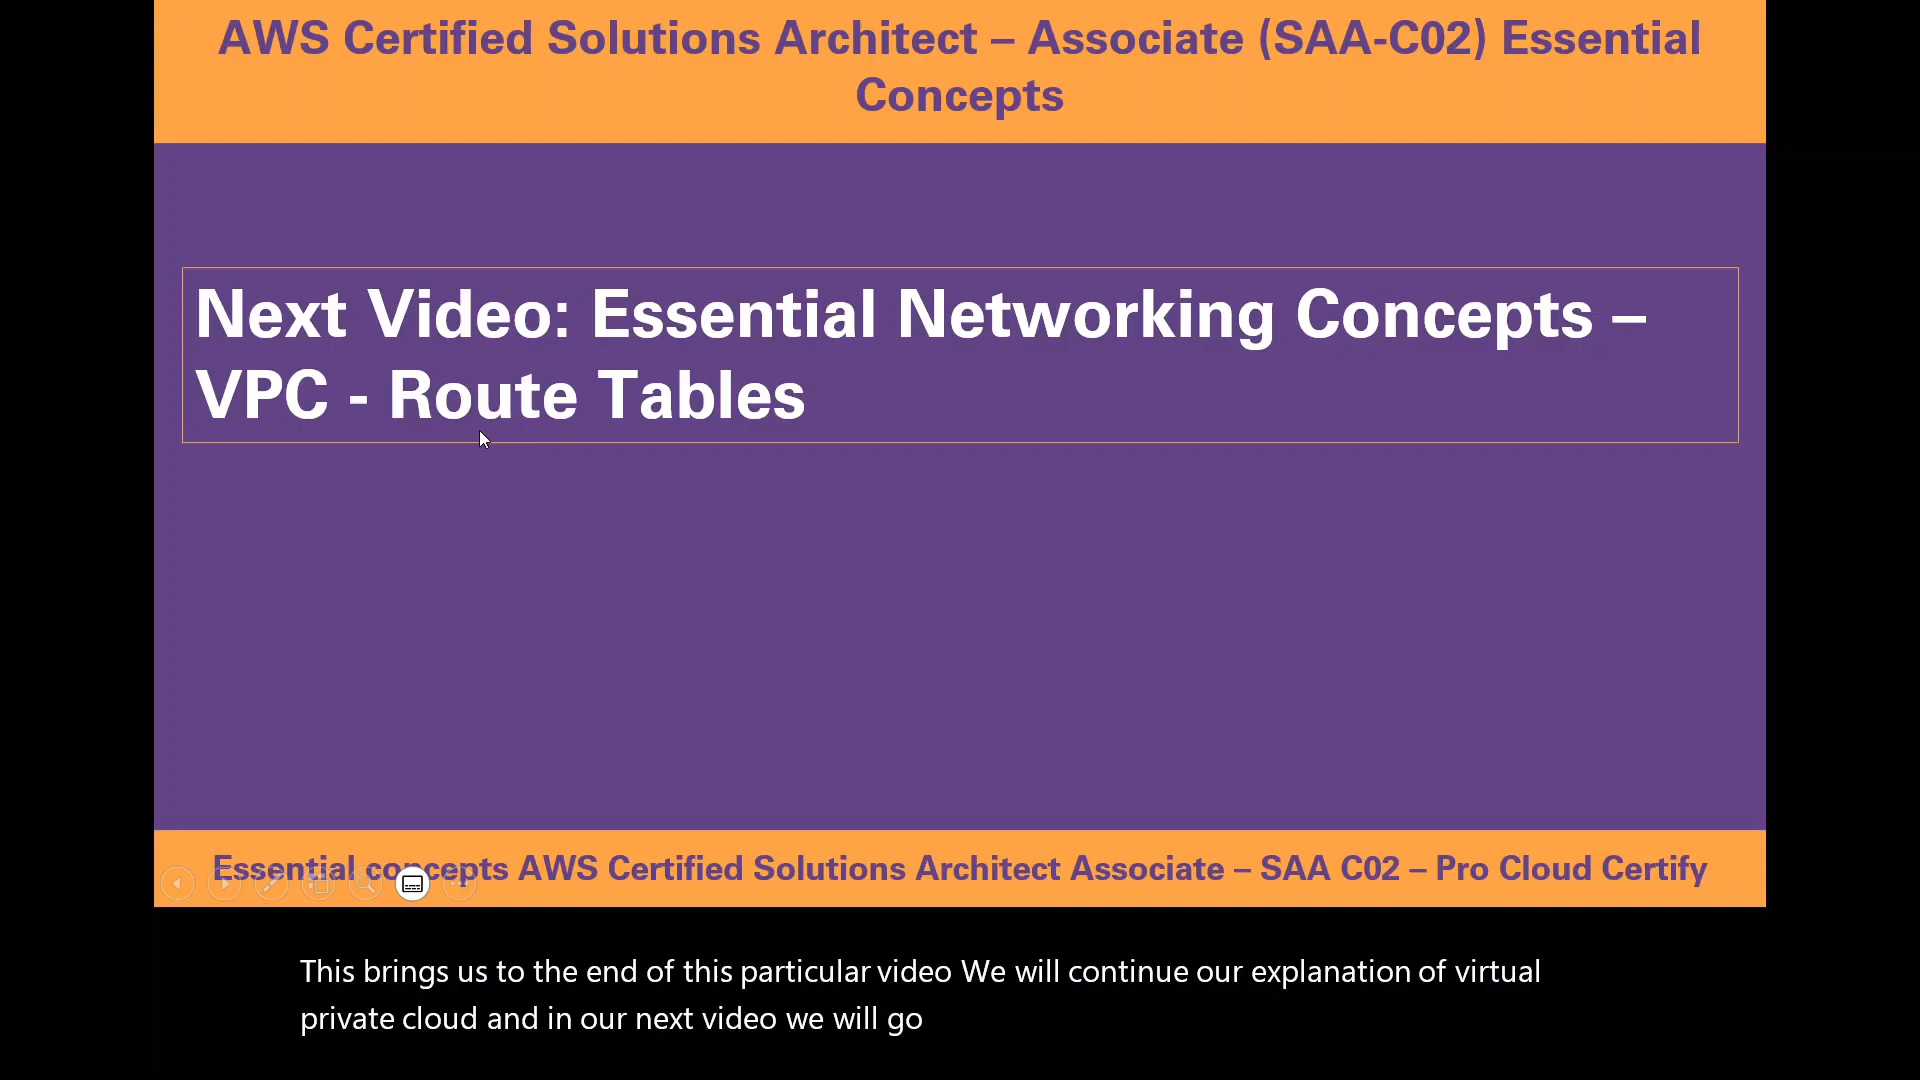 AWS Certified Solutions Architect – Associate (SAA-C02) Essential
Concepts
Next Video: Essential Networking Concepts –
VPC - Route Tables
Essential concepts AWS Certified Solutions Architect Associate – SAA C02 – Pro Cloud Certify
This brings us to the end of this particular video We will continue our explanation of virtual
private cloud and in our next video we will go